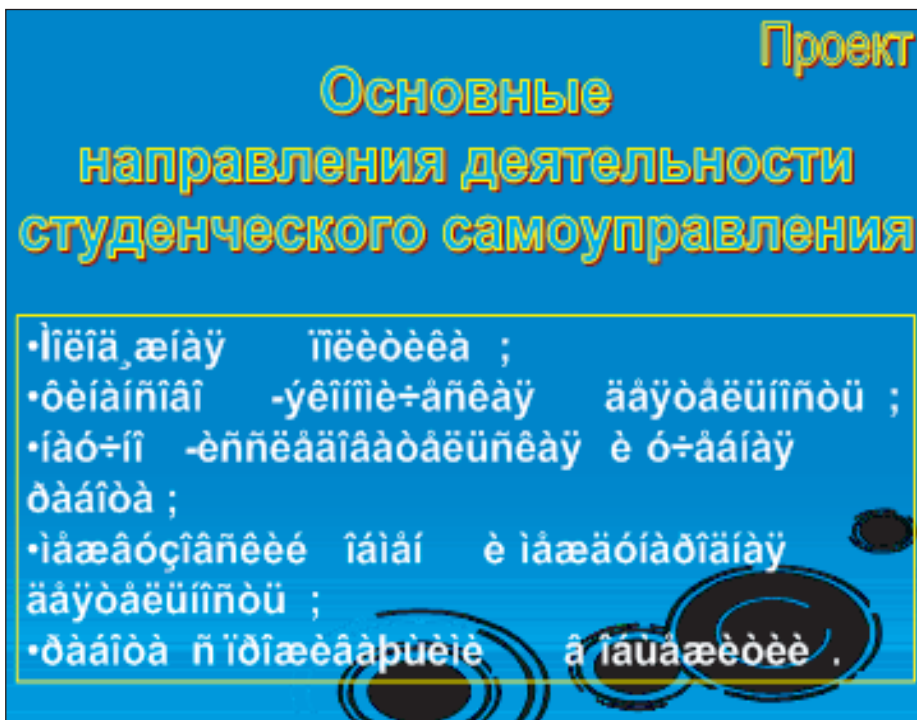 Проект
Основные
направления деятельности
студенческого самоуправления
•Ìîëîä¸æíàÿ ïîëèòèêà ;
•ôèíàíñîâî -ýêîíîìè÷åñêàÿ äåÿòåëüíîñòü ;
•íàó÷íî -èññëåäîâàòåëüñêàÿ è ó÷åáíàÿ
ðàáîòà ;
•ìåæâóçîâñêèé îáìåí è ìåæäóíàðîäíàÿ
äåÿòåëüíîñòü ;
•ðàáîòà ñ ïðîæèâàþùèìè â îáùåæèòèè .